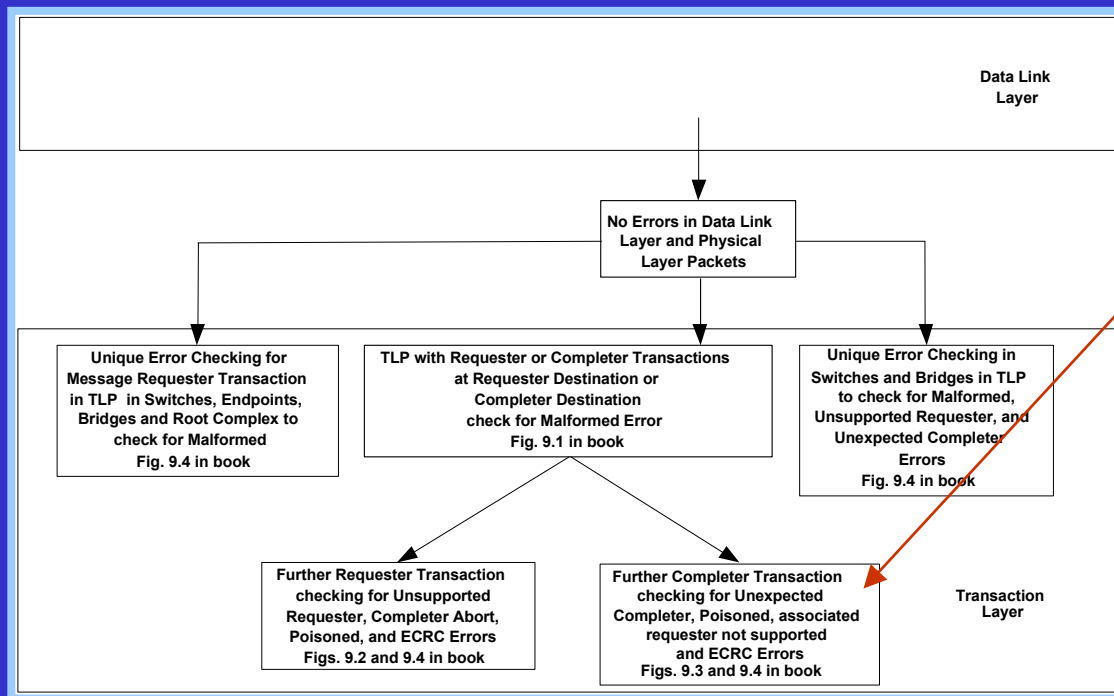 Data Link
Layer
No Errors in Data Link
Layer and Physical
Layer Packets
Unique Error Checking for
Message Requester Transaction
in TLP in Switches, Endpoints,
Bridges and Root Complex to
check for Malformed
Fig. 9.4 in book
TLP with Requester or Completer Transactions
at Requester Destination or
Completer Destination
check for Malformed Error
Fig. 9.1 in book
Unique Error Checking in
Switches and Bridges in TLP
to check for Malformed,
Unsupported Requester, and
Unexpected Completer
Errors
Fig. 9.4 in book
Further Requester Transaction
checking for Unsupported
Requester, Completer Abort,
Poisoned, and ECRC Errors
Figs. 9.2 and 9.4 in book
Further Completer Transaction
checking for Unexpected
Completer, Poisoned, associated
requester not supported
and ECRC Errors
Figs. 9.3 and 9.4 in book
Transaction
Layer